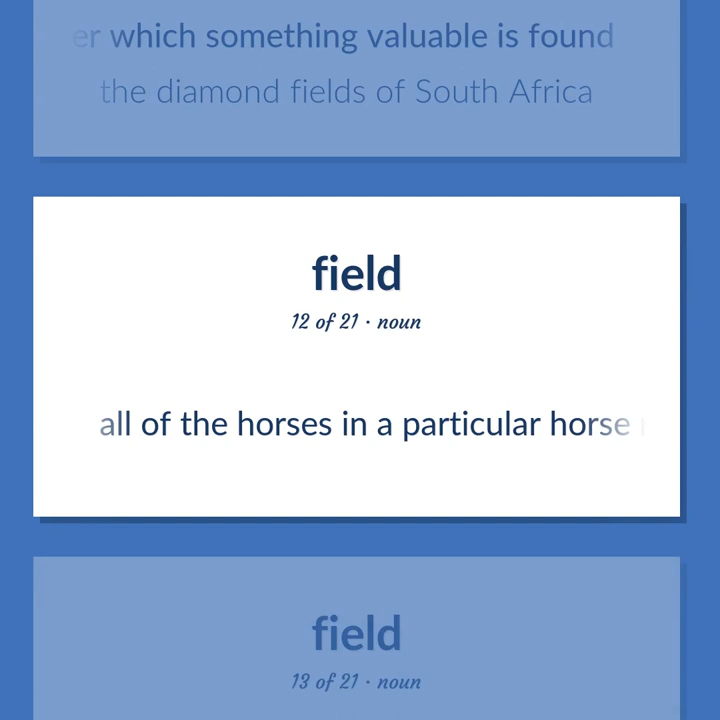 er which something valuable is found
the diamond fields of South Africa
field
12 of 21 · noun
all of the horses in a particular horse
field
13 of 21 · noun